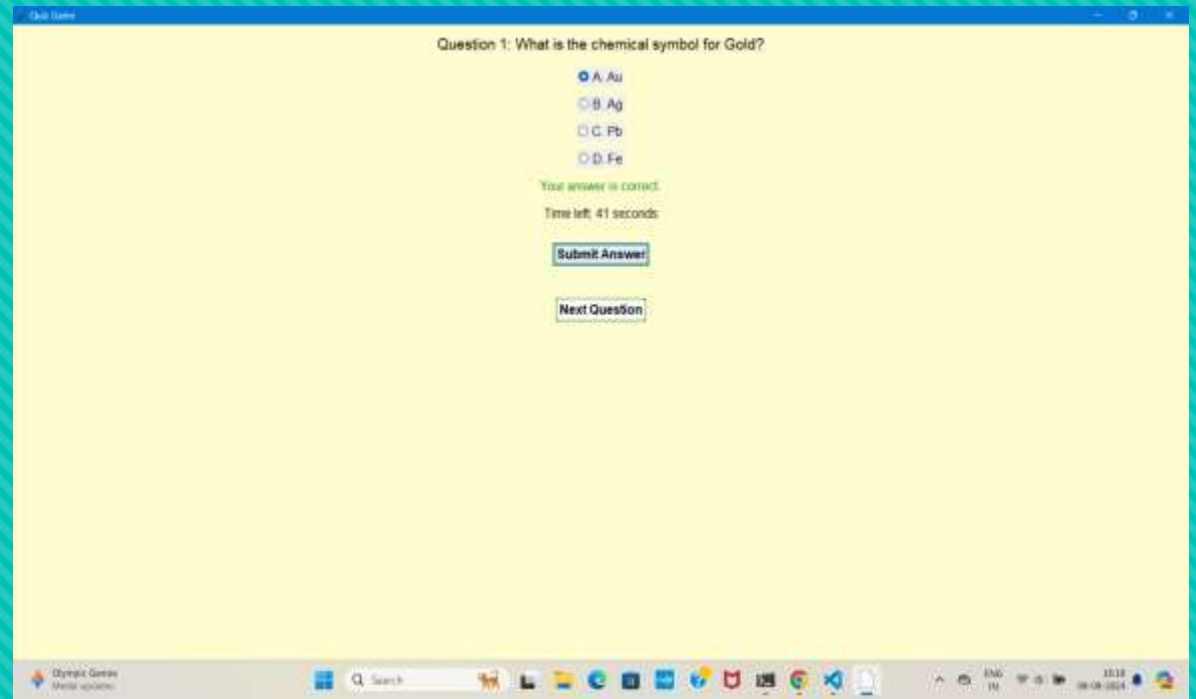 Quiz Game
Question 1: What is the chemical symbol for Gold?
A. Au
B. Ag
C. Pb
D. Fe
Your answer is correct.
Time left: 41 seconds
Submit Answer
Next Question
Olympic Games
Search
ENG
IN